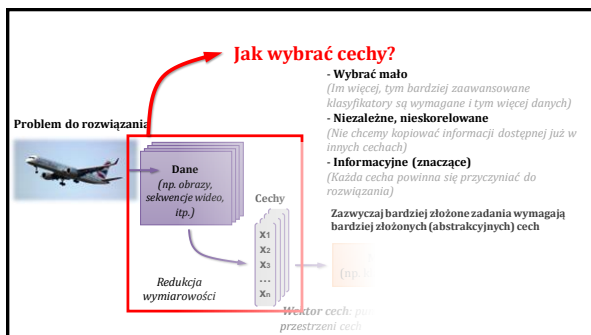 Jak wybrać cechy?
- Wybrać mało
(Im więcej, tym bardziej zaawansowane
klasyfikatory są wymagane i tym więcej danych)
- Niezależne, nieskorelowane
(Nie chcemy kopiować informacji dostępnej już w
innych cechach)
- Informacyjne (znaczące)
(Każda cecha powinna się przyczyniać do
rozwiązania)
Zazwyczaj bardziej złożone zadania wymagają
bardziej złożonych (abstrakcyjnych) cech
Problem do rozwiązania
Dane
(np. obrazy,
sekwencje wideo,
itp.)
Cechy
x1
x2
x3
...
xn
Redukcja
wymiarowości
(np.
Wektor cech:
przestrzeni cech